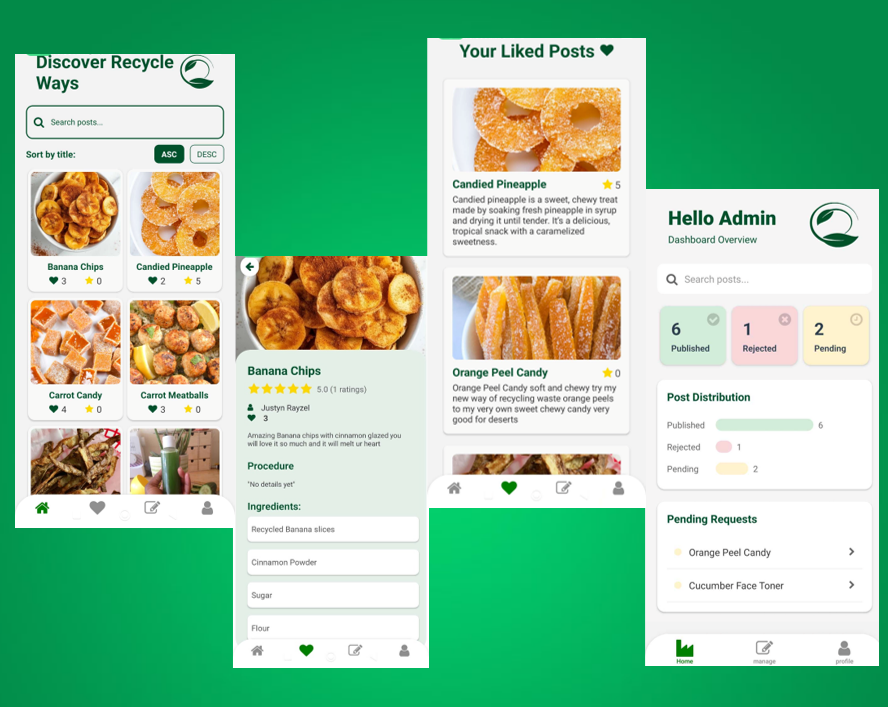 Discover Recycle
Ways
Search posts...
Sort by title:
ASC
DESC
Banana Chips
3
0
Candied Pineapple
2
5
Carrot Candy
4
0
Carrot Meatballs
3
0
Banana Chips
5.0 (1 ratings)
Justyn Rayzel
3
Amazing Banana chips with cinnamon glazed you
will love it so much and it will melt ur heart
Procedure
"No details yet"
Ingredients:
Recycled Banana slices
Cinnamon Powder
Sugar
Flour
Your Liked Posts
Candied Pineapple
5
Candied pineapple is a sweet, chewy treat
made by soaking fresh pineapple in syrup
and drying it until tender. It's a delicious,
tropical snack with a caramelized
sweetness.
Orange Peel Candy
0
Orange Peel Candy soft and chewy try my
new way of recycling waste orange peels
to my very own sweet chewy candy very
good for deserts
Hello Admin
Dashboard Overview
Search posts...
6
Published
1
Rejected
2
Pending
Post Distribution
Published
6
Rejected
1
Pending
2
Pending Requests
Orange Peel Candy
Cucumber Face Toner
Home
manage
profile